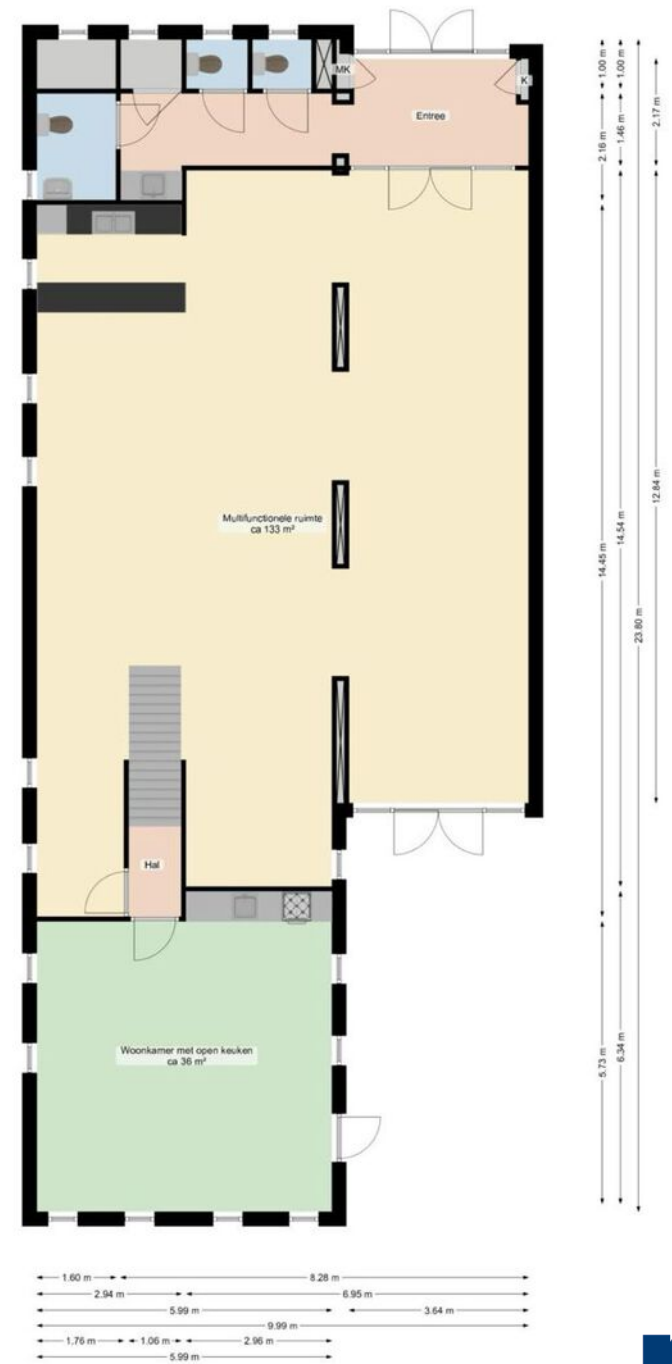 MK
K
Entree
Multifunctionele ruimte
ca 133 m²
Hal
Woonkamer met open keuken
ca 36 m²
1.00 m
1.00 m
2.17 m
2.16 m
1.46 m
12.84 m
14.45 m
14.54 m
23.80 m
5.73 m
6.34 m
1.60 m
8.28 m
2.94 m
6.95 m
5.99 m
3.64 m
9.99 m
1.76 m
1.06 m
2.96 m
5.99 m